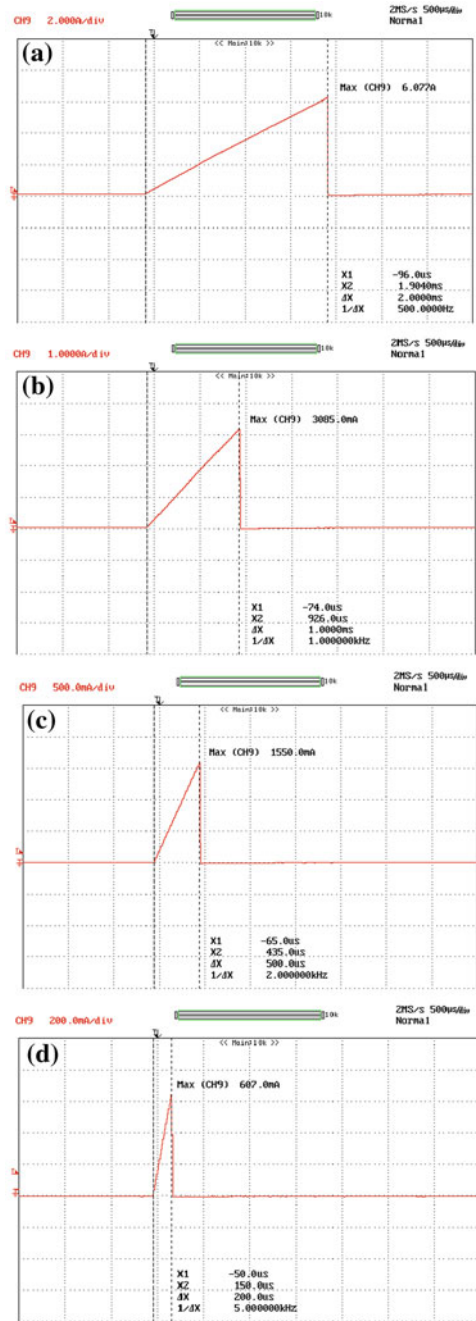 CH9 2.000A/div 10k 2MS/s 500µs/div
Normal
(a) << Main:10k >>
Max (CH9) 6.077A
X1 -96.0us
X2 1.9040ms
ΔX 2.0000ms
1/ΔX 500.0000Hz
CH9 1.0000A/div 10k 2MS/s 500µs/div
Normal
(b) << Main:10k >>
Max (CH9) 3085.0mA
X1 -74.0us
X2 926.0us
ΔX 1.0000ms
1/ΔX 1.000000kHz
CH9 500.0mA/div 10k 2MS/s 500µs/div
Normal
(c) << Main:10k >>
Max (CH9) 1550.0mA
X1 -65.0us
X2 435.0us
ΔX 500.0us
1/ΔX 2.000000kHz
CH9 200.0mA/div 10k 2MS/s 500µs/div
Normal
(d) << Main:10k >>
Max (CH9) 607.0mA
X1 -50.0us
X2 150.0us
ΔX 200.0us
1/ΔX 5.000000kHz